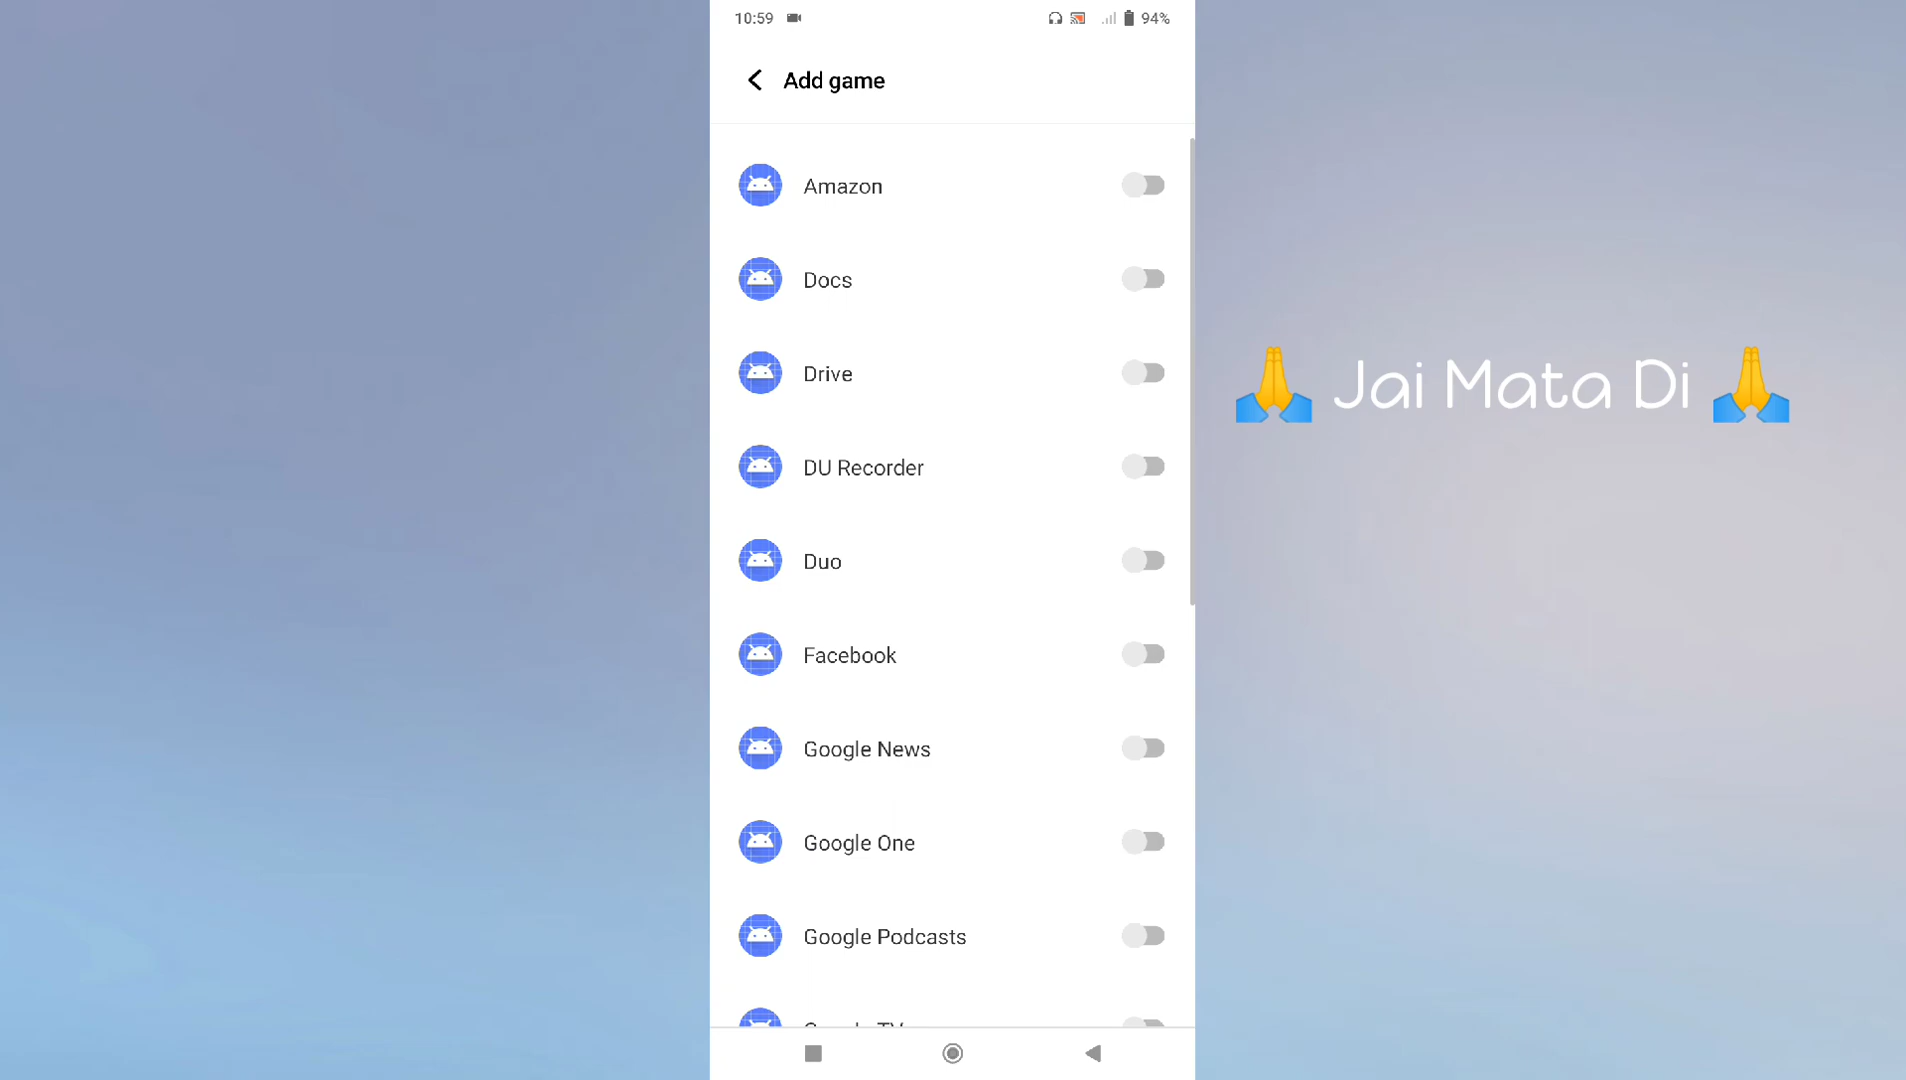 10:59
94%
Add game
Amazon
Docs
Drive
DU Recorder
Duo
Facebook
Google News
Google One
Google Podcasts
🙏 Jai Mata Di 🙏